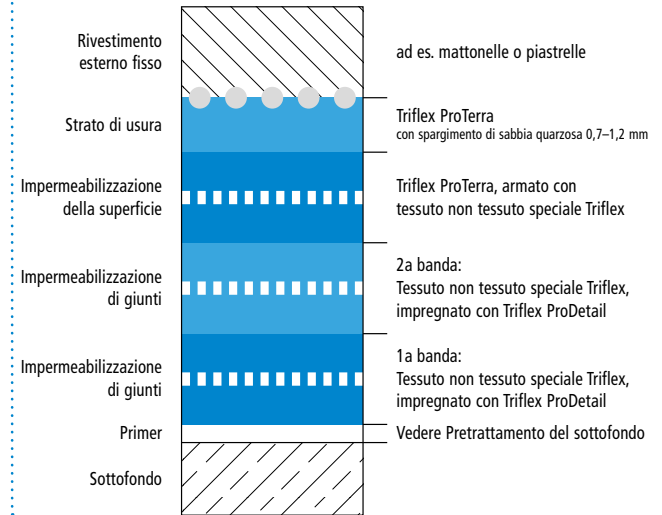 Rivestimento
esterno fisso
ad es. mattonelle o piastrelle
Strato di usura
Triflex ProTerra
con spargimento di sabbia quarzosa 0,7–1,2 mm
Impermeabilizzazione
della superficie
Triflex ProTerra, armato con
tessuto non tessuto speciale Triflex
Impermeabilizzazione
di giunti
2a banda:
Tessuto non tessuto speciale Triflex,
impregnato con Triflex ProDetail
Impermeabilizzazione
di giunti
1a banda:
Tessuto non tessuto speciale Triflex,
impregnato con Triflex ProDetail
Primer
Vedere Pretrattamento del sottofondo
Sottofondo